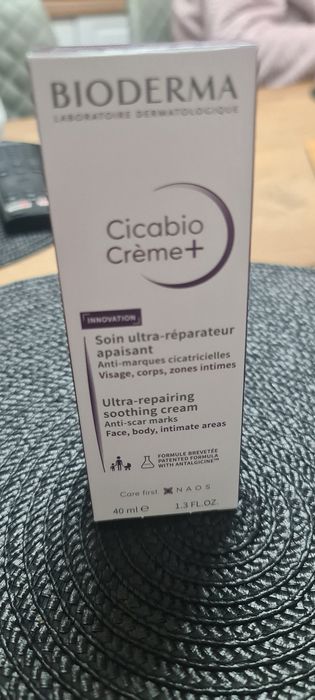 BIODERMA
LABORATOIRE DERMATOLOGIQUE
Cicabio
Crème+
INNOVATION
Soin ultra-réparateur
apaisant
Anti-marques cicatricielles
Visage, corps, zones intimes
Ultra-repairing
soothing cream
Anti-scar marks
Face, body, intimate areas
FORMULE BREVETÉE
PATENTED FORMULA
WITH ANTALGICINE™
Care first NAOS
40 ml e 1.3 FL.OZ.